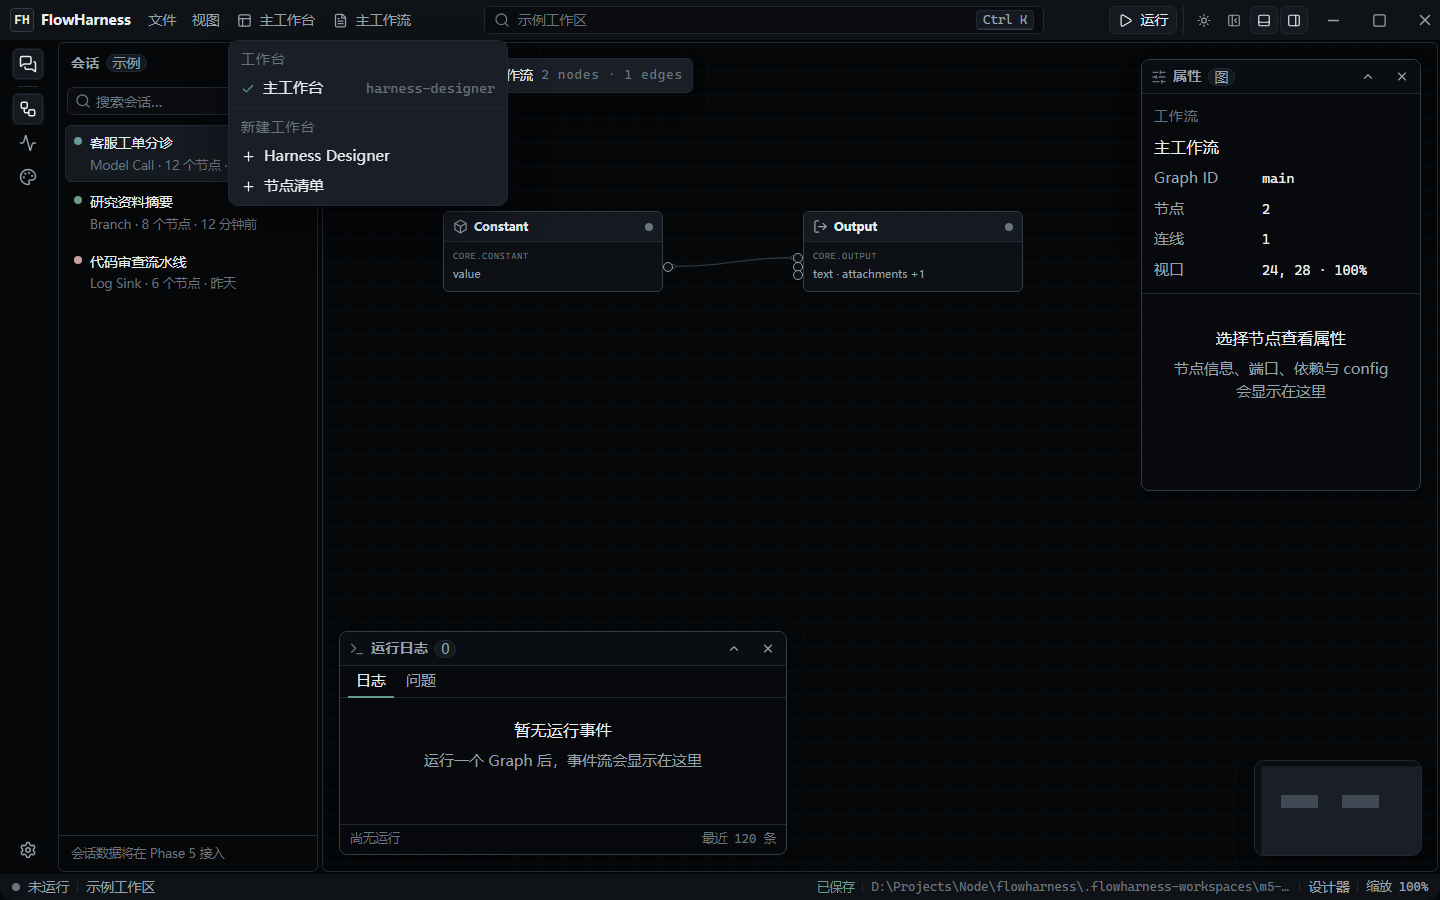 FH FlowHarness 文件 视图 主工作台 主工作流 示例工作区 Ctrl K 运行
会话 示例
搜索会话...
客服工单分诊
Model Call · 12 个节点 ·
研究资料摘要
Branch · 8 个节点 · 12 分钟前
代码审查流水线
Log Sink · 6 个节点 · 昨天
会话数据将在 Phase 5 接入
工作台
主工作台 harness-designer
新建工作台
Harness Designer
节点清单
作流 2 nodes · 1 edges
Constant
CORE.CONSTANT
value
Output
CORE.OUTPUT
text · attachments +1
属性 图
工作流
主工作流
Graph ID main
节点 2
连线 1
视口 24, 28 · 100%
选择节点查看属性
节点信息、端口、依赖与 config
会显示在这里
运行日志 0
日志 问题
暂无运行事件
运行一个 Graph 后，事件流会显示在这里
尚无运行 最近 120 条
未运行 示例工作区 已保存 D:\Projects\Node\flowharness\.flowharness-workspaces\m5-… 设计器 缩放 100%